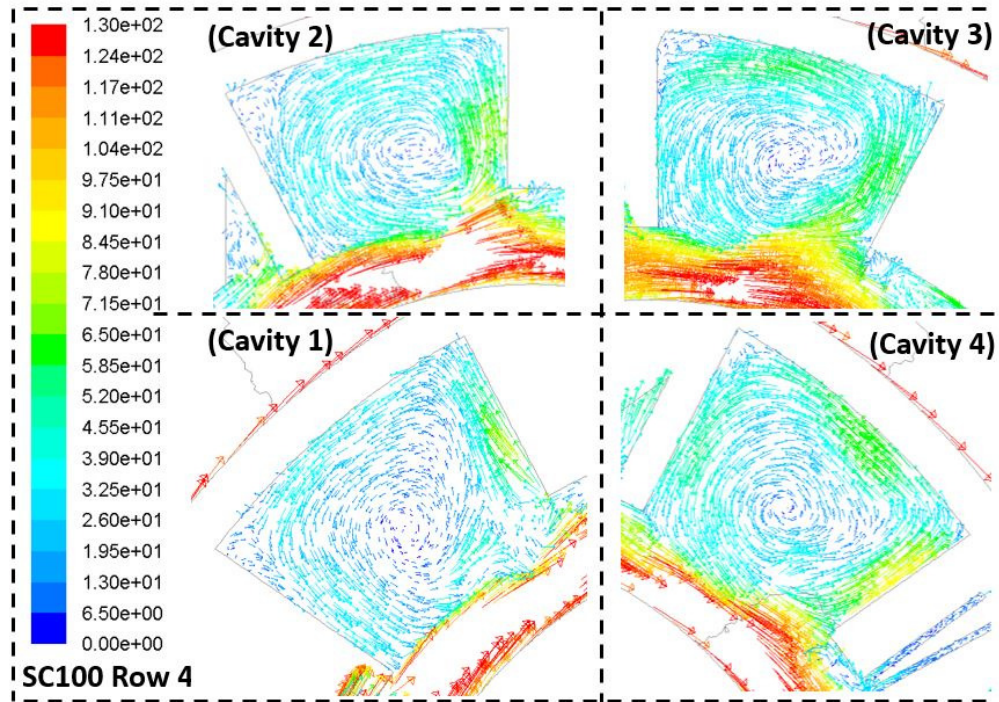 1.30e+02
1.24e+02
1.17e+02
1.11e+02
1.04e+02
9.75e+01
9.10e+01
8.45e+01
7.80e+01
7.15e+01
6.50e+01
5.85e+01
5.20e+01
4.55e+01
3.90e+01
3.25e+01
2.60e+01
1.95e+01
1.30e+01
6.50e+00
0.00e+00
SC100 Row 4
(Cavity 2)
(Cavity 3)
(Cavity 1)
(Cavity 4)